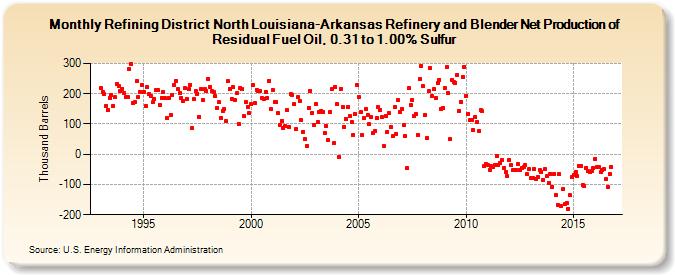 Monthly Refining District North Louisiana-Arkansas Refinery and Blender Net Production of
Residual Fuel Oil, 0.31 to 1.00% Sulfur
Thousand Barrels
300
200
100
0
-100
-200
1995
2000
2005
2010
2015
Source: U.S. Energy Information Administration